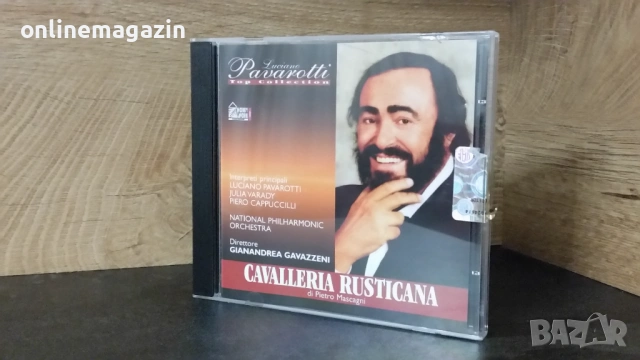 onlinemagazin
Luciano
Pavarotti
Top Collection
Interpreti principali
LUCIANO PAVAROTTI
JULIA VARADY
PIERO CAPPUCCILLI
NATIONAL PHILHARMONIC
ORCHESTRA
Direttore
GIANANDREA GAVAZZENI
CAVALLERIA RUSTICANA
di Pietro Mascagni
BAZAR
bg